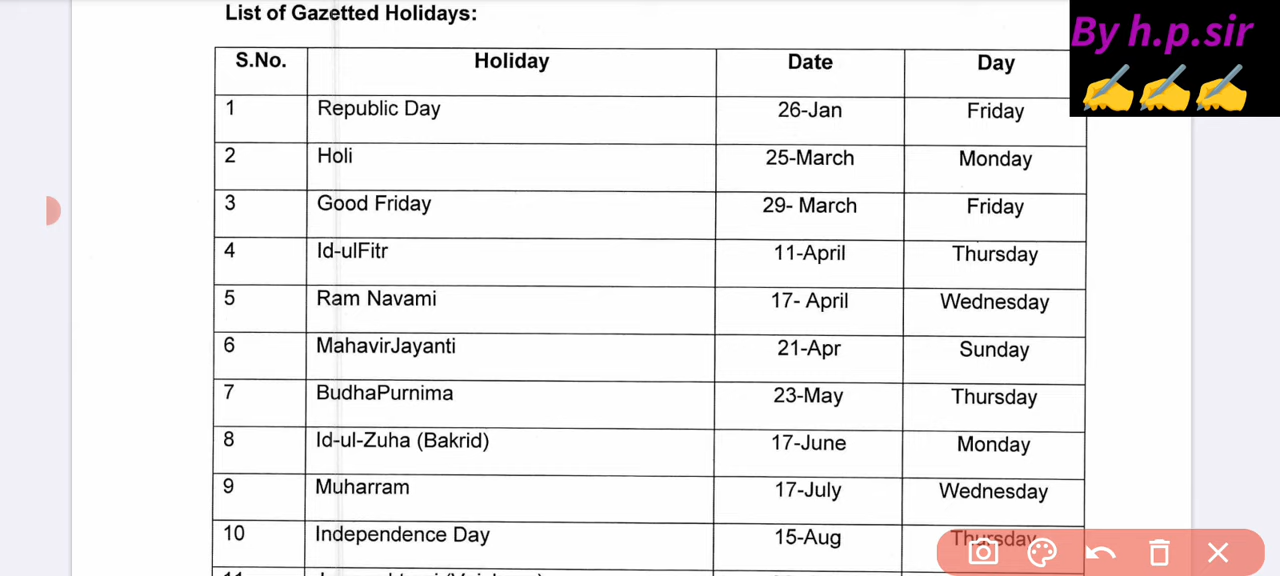 List of Gazetted Holidays:
By h.p.sir
S.No. Holiday Date Day
1 Republic Day 26-Jan Friday
2 Holi 25-March Monday
3 Good Friday 29- March Friday
4 Id-ulFitr 11-April Thursday
5 Ram Navami 17- April Wednesday
6 MahavirJayanti 21-Apr Sunday
7 BudhaPurnima 23-May Thursday
8 Id-ul-Zuha (Bakrid) 17-June Monday
9 Muharram 17-July Wednesday
10 Independence Day 15-Aug Thursday